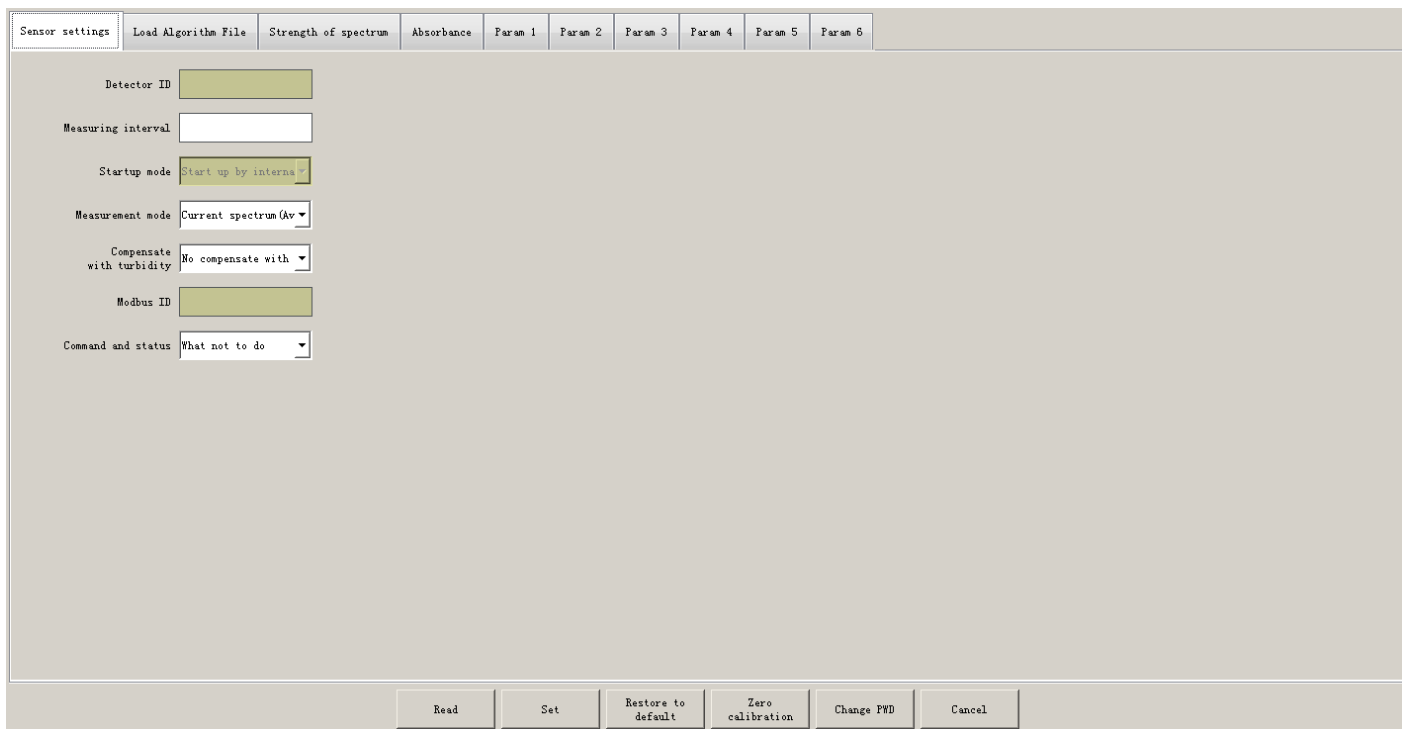 Sensor settings
Load Algorithm File
Strength of spectrum
Absorbance
Param 1
Param 2
Param 3
Param 4
Param 5
Param 6
Detector ID
Measuring interval
Startup mode
Start up by interna
Measurement mode
Current spectrum(Av
Compensate
with turbidity
No compensate with
Modbus ID
Command and status
What not to do
Read
Set
Restore to
default
Zero
calibration
Change PWD
Cancel